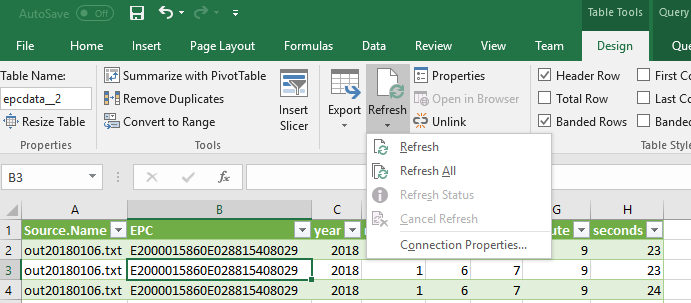 AutoSave Off Table Tools Query
File Home Insert Page Layout Formulas Data Review View Team Design Que
Table Name: Summarize with PivotTable Properties Header Row First Co
epcdata__2 Remove Duplicates Insert Slicer Export Refresh Open in Browser Total Row Last Co
Resize Table Convert to Range Unlink Banded Rows Banded
Properties Tools Table Style
Refresh
Refresh All
Refresh Status
Cancel Refresh
Connection Properties...
B3
A B C G H
1 Source.Name EPC year ute seconds
2 out20180106.txt E2000015860E028815408029 2018 9 23
3 out20180106.txt E2000015860E028815408029 2018 1 6 7 9 23
4 out20180106.txt E2000015860E028815408029 2018 1 6 7 9 24